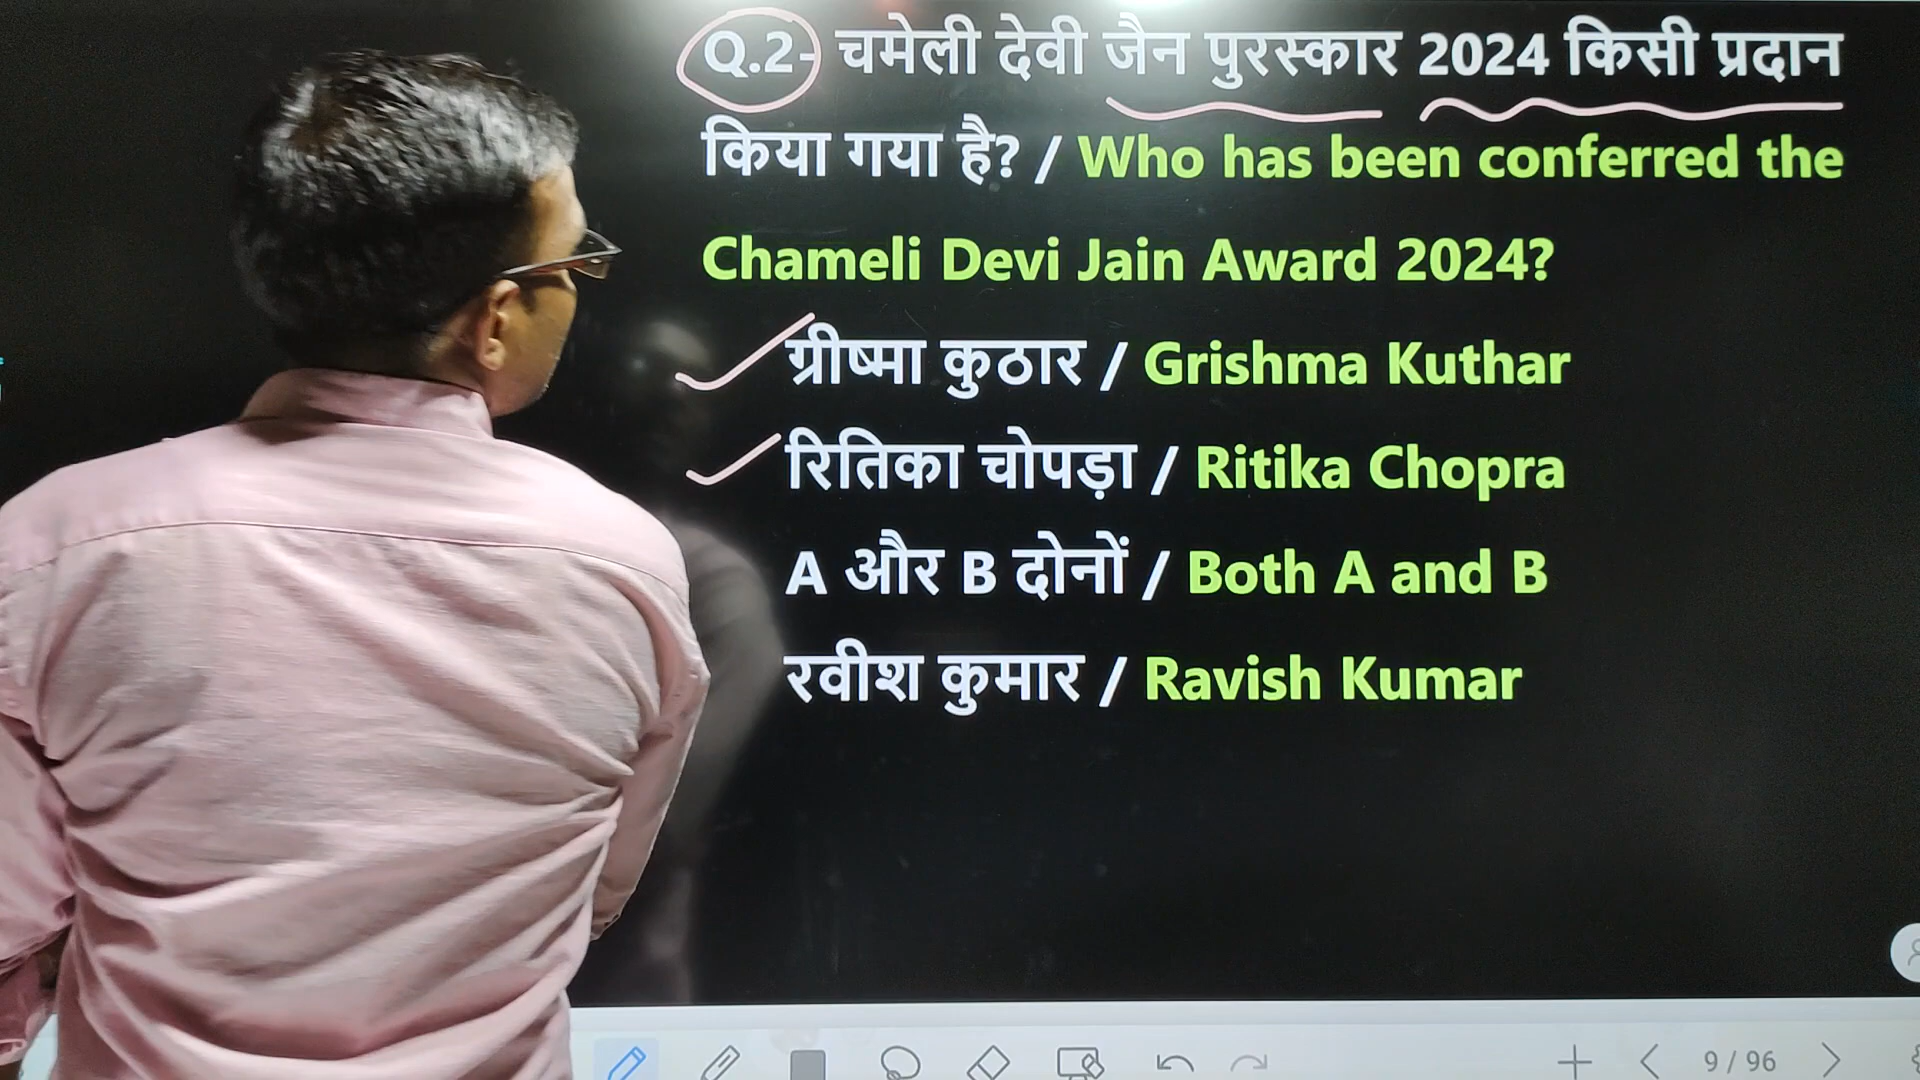 Q.2- चमेली देवी जैन पुरस्कार 2024 किसी प्रदान
किया गया है? / Who has been conferred the
Chameli Devi Jain Award 2024?
ग्रीष्मा कुठार / Grishma Kuthar
रितिका चोपड़ा / Ritika Chopra
A और B दोनों / Both A and B
रवीश कुमार / Ravish Kumar
9 / 96